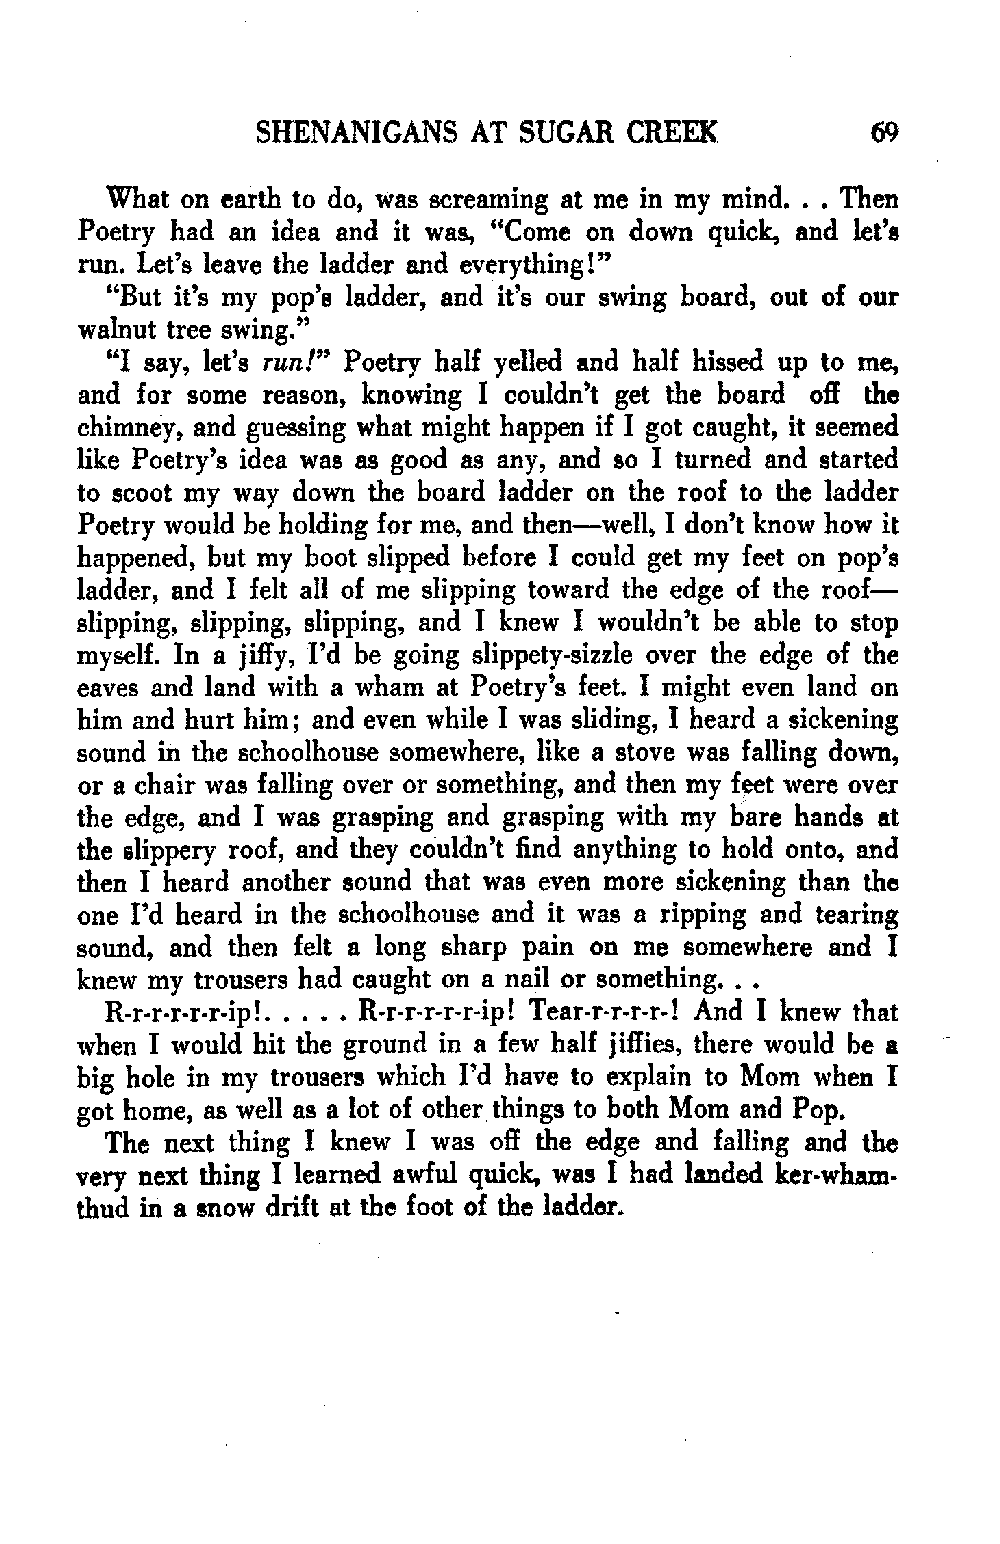 SHENANIGANS AT SUGAR CREEK 69
What on earth to do, was screaming at me in my mind. . . Then
Poetry had an idea and it was, “Come on down quick, and let’s
run. Let’s leave the ladder and everything!”
“But it’s my pop’s ladder, and it’s our swing board, out of our
walnut tree swing.”
“I say, let’s run!” Poetry half yelled and half hissed up to me,
and for some reason, knowing I couldn’t get the board off the
chimney, and guessing what might happen if I got caught, it seemed
like Poetry’s idea was as good as any, and so I turned and started
to scoot my way down the board ladder on the roof to the ladder
Poetry would be holding for me, and then—well, I don’t know how it
happened, but my boot slipped before I could get my feet on pop’s
ladder, and I felt all of me slipping toward the edge of the roof—
slipping, slipping, slipping, and I knew I wouldn’t be able to stop
myself. In a jiffy, I’d be going slippety-sizzle over the edge of the
eaves and land with a wham at Poetry’s feet. I might even land on
him and hurt him; and even while I was sliding, I heard a sickening
sound in the schoolhouse somewhere, like a stove was falling down,
or a chair was falling over or something, and then my feet were over
the edge, and I was grasping and grasping with my bare hands at
the slippery roof, and they couldn’t find anything to hold onto, and
then I heard another sound that was even more sickening than the
one I’d heard in the schoolhouse and it was a ripping and tearing
sound, and then felt a long sharp pain on me somewhere and I
knew my trousers had caught on a nail or something. . .
R-r-r-r-r-r-ip!. . . . . R-r-r-r-r-r-ip! Tear-r-r-r-r-! And I knew that
when I would hit the ground in a few half jiffies, there would be a
big hole in my trousers which I’d have to explain to Mom when I
got home, as well as a lot of other things to both Mom and Pop.
The next thing I knew I was off the edge and falling and the
very next thing I learned awful quick, was I had landed ker-wham-
thud in a snow drift at the foot of the ladder.